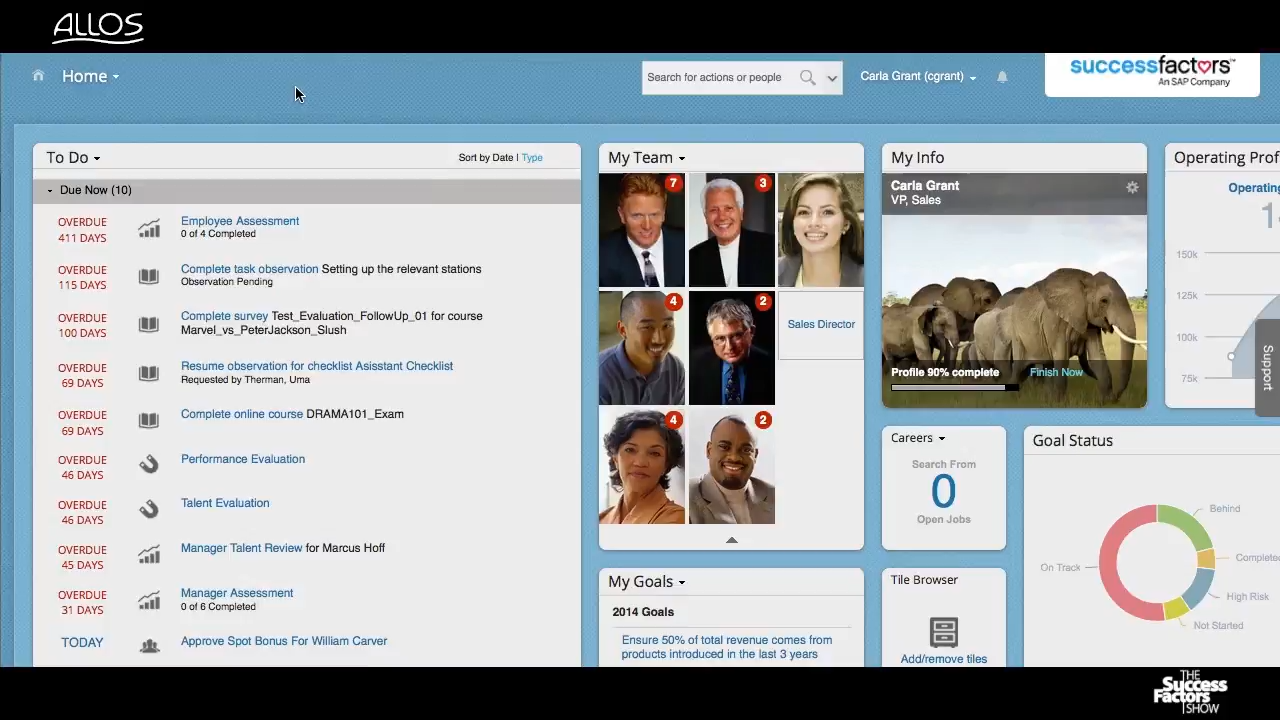 ALLOS
Home
Search for actions or people
Carla Grant (cgrant)
successfactors™
An SAP Company
To Do
Sort by Date | Type
Due Now (10)
OVERDUE
411 DAYS
Employee Assessment
0 of 4 Completed
OVERDUE
115 DAYS
Complete task observation Setting up the relevant stations
Observation Pending
OVERDUE
100 DAYS
Complete survey Test_Evaluation_FollowUp_01 for course
Marvel_vs_PeterJackson_Slush
OVERDUE
69 DAYS
Resume observation for checklist Asisstant Checklist
Requested by Therman, Uma
OVERDUE
69 DAYS
Complete online course DRAMA101_Exam
OVERDUE
46 DAYS
Performance Evaluation
OVERDUE
46 DAYS
Talent Evaluation
OVERDUE
45 DAYS
Manager Talent Review for Marcus Hoff
OVERDUE
31 DAYS
Manager Assessment
0 of 6 Completed
TODAY
Approve Spot Bonus For William Carver
My Team
7
3
4
2
Sales Director
4
2
My Goals
2014 Goals
Ensure 50% of total revenue comes from
products introduced in the last 3 years
My Info
Carla Grant
VP, Sales
Profile 90% complete
Finish Now
Careers
Search From
0
Open Jobs
Tile Browser
Add/remove tiles
Operating Prof
Operating
1
150k
125k
100k
75k
Support
Goal Status
Behind
Complete
On Track
High Risk
Not Started
THE
Success
Factors
SHOW